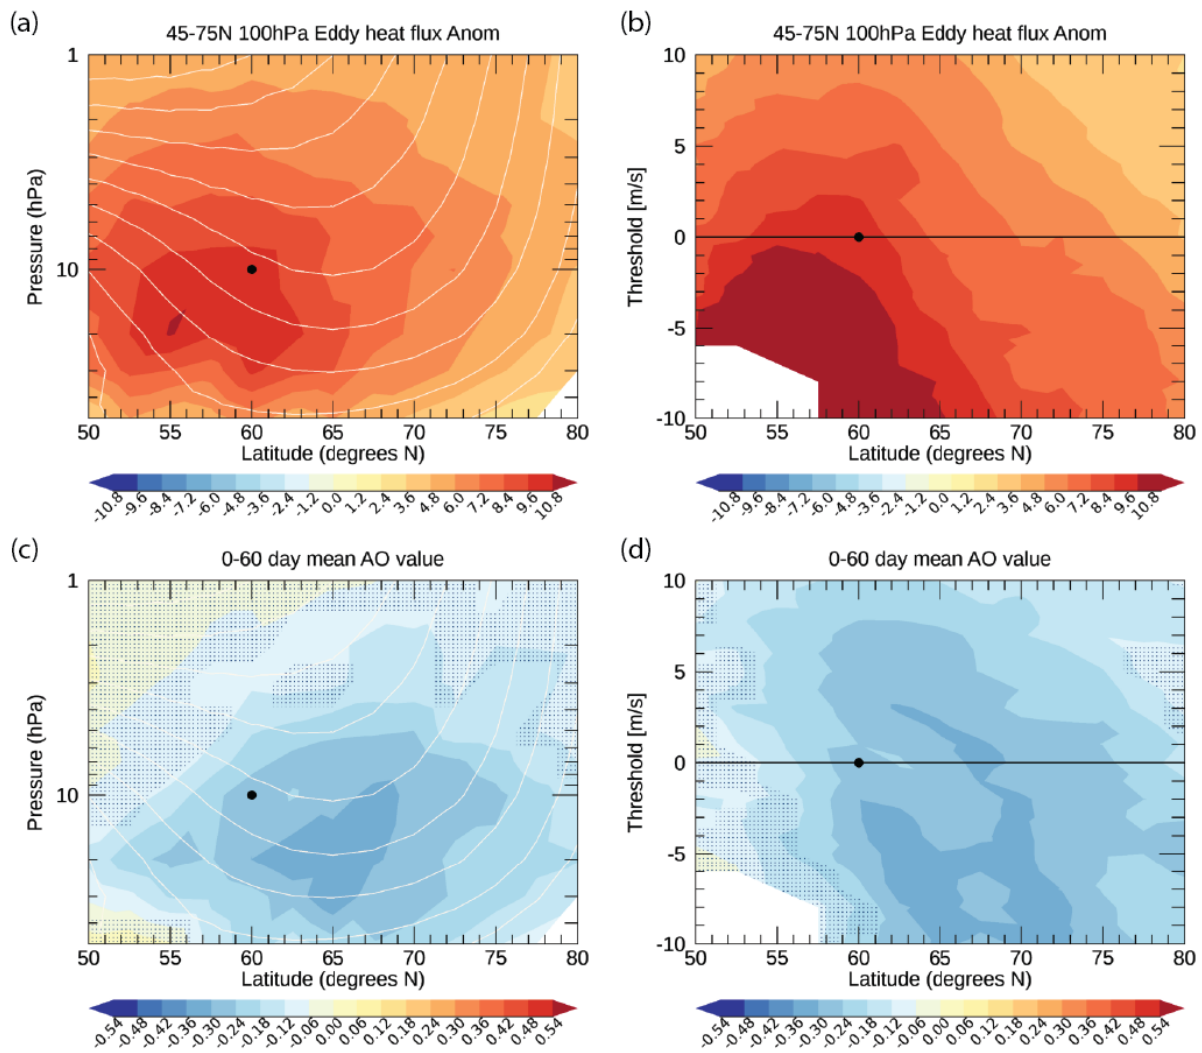 (a)
45-75N 100hPa Eddy heat flux Anom
1
10
Pressure (hPa)
50 55 60 65 70 75 80
Latitude (degrees N)
-10.8 -9.6 -8.4 -7.2 -6.0 -4.8 -3.6 -2.4 -1.2 0.0 1.2 2.4 3.6 4.8 6.0 7.2 8.4 9.6 10.8
(b)
45-75N 100hPa Eddy heat flux Anom
10
5
0
-5
-10
Threshold [m/s]
50 55 60 65 70 75 80
Latitude (degrees N)
-10.8 -9.6 -8.4 -7.2 -6.0 -4.8 -3.6 -2.4 -1.2 0.0 1.2 2.4 3.6 4.8 6.0 7.2 8.4 9.6 10.8
(c)
0-60 day mean AO value
1
10
Pressure (hPa)
50 55 60 65 70 75 80
Latitude (degrees N)
-0.54 -0.48 -0.42 -0.36 -0.30 -0.24 -0.18 -0.12 -0.06 0.00 0.06 0.12 0.18 0.24 0.30 0.36 0.42 0.48 0.54
(d)
0-60 day mean AO value
10
5
0
-5
-10
Threshold [m/s]
50 55 60 65 70 75 80
Latitude (degrees N)
-0.54 -0.48 -0.42 -0.36 -0.30 -0.24 -0.18 -0.12 -0.06 0.00 0.06 0.12 0.18 0.24 0.30 0.36 0.42 0.48 0.54